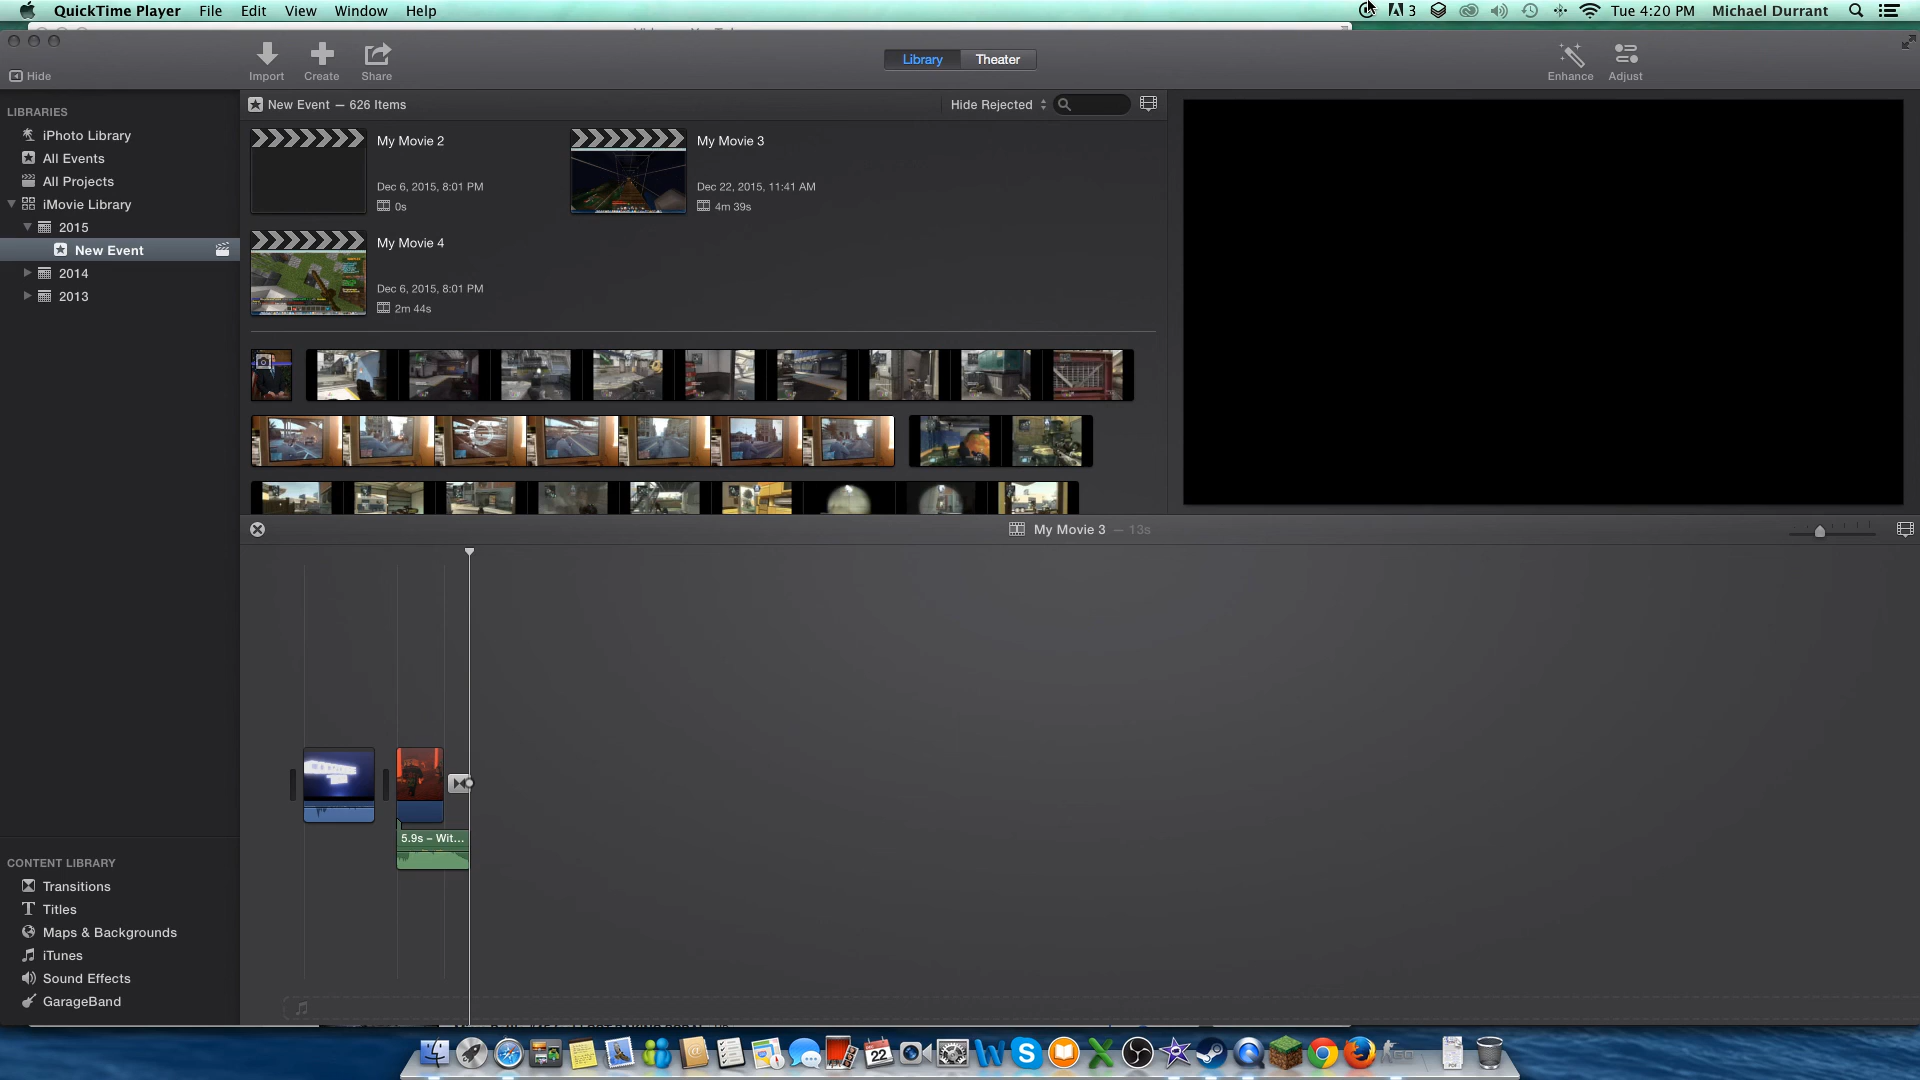 QuickTime Player File Edit View Window Help
3 Tue 4:20 PM Michael Durrant
Hide
Import Create Share
Library Theater
Enhance Adjust
LIBRARIES
iPhoto Library
All Events
All Projects
iMovie Library
2015
New Event
2014
2013
New Event — 626 Items
Hide Rejected
My Movie 2
Dec 6, 2015, 8:01 PM
0s
My Movie 3
Dec 22, 2015, 11:41 AM
4m 39s
My Movie 4
Dec 6, 2015, 8:01 PM
2m 44s
My Movie 3 — 13s
5.9s – Wit...
CONTENT LIBRARY
Transitions
Titles
Maps & Backgrounds
iTunes
Sound Effects
GarageBand
DEC
22
GO
PDF